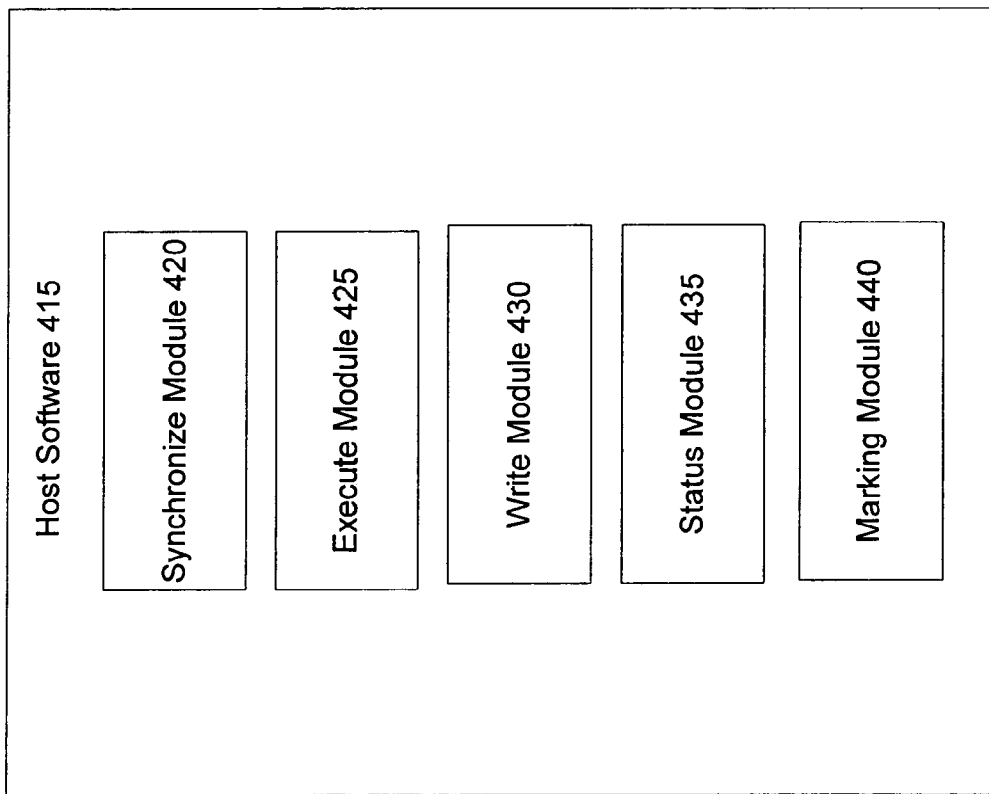 Host Software 415
Synchronize Module 420
Execute Module 425
Write Module 430
Status Module 435
Marking Module 440